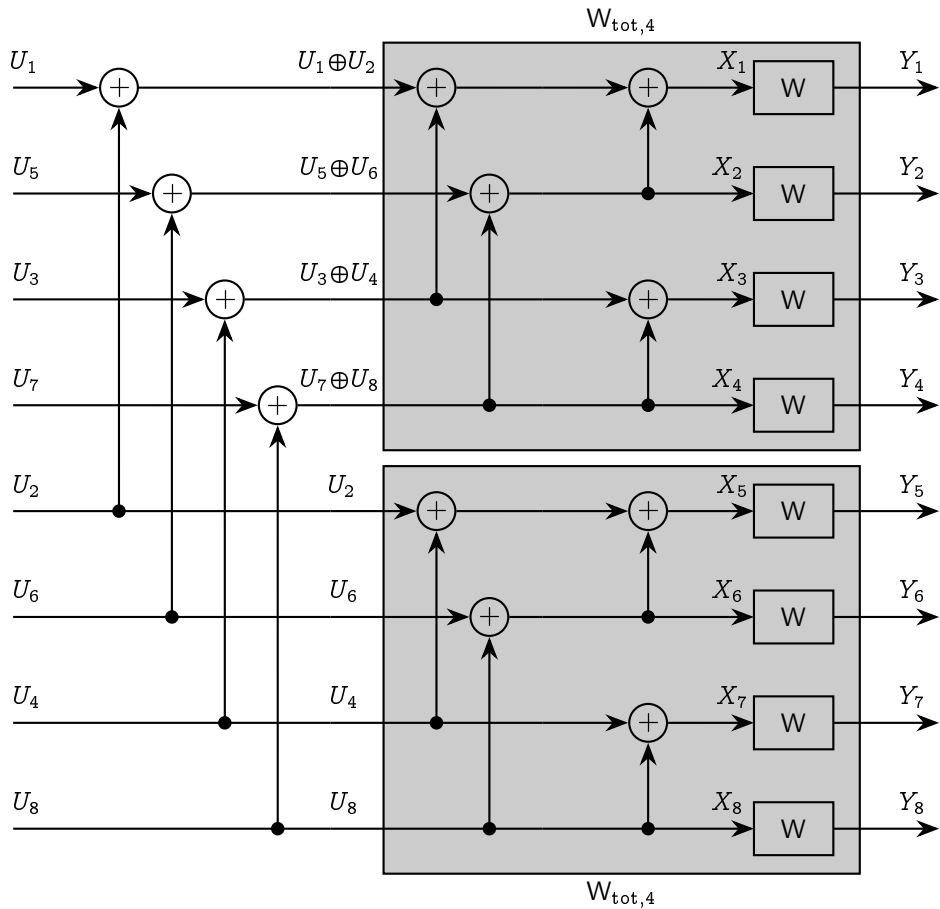 W_tot,4
U_1 U_1⊕U_2 X_1 W Y_1
U_5 U_5⊕U_6 X_2 W Y_2
U_3 U_3⊕U_4 X_3 W Y_3
U_7 U_7⊕U_8 X_4 W Y_4
U_2 U_2 X_5 W Y_5
U_6 U_6 X_6 W Y_6
U_4 U_4 X_7 W Y_7
U_8 U_8 X_8 W Y_8
W_tot,4